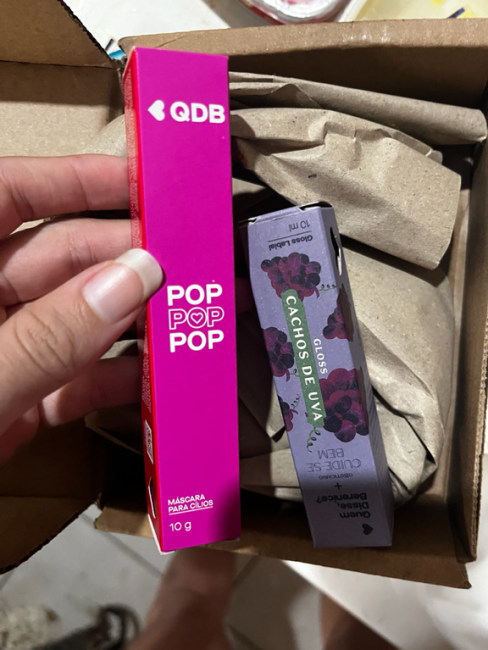 QDB
POP
POP
POP
MÁSCARA
PARA CÍLIOS
10 g
Gloss Labial
10 ml
GLOSS
CACHOS DE UVA
CUIDE-SE
BEM
OBOTICÁRIO
+
Quem
Disse,
Berenice?